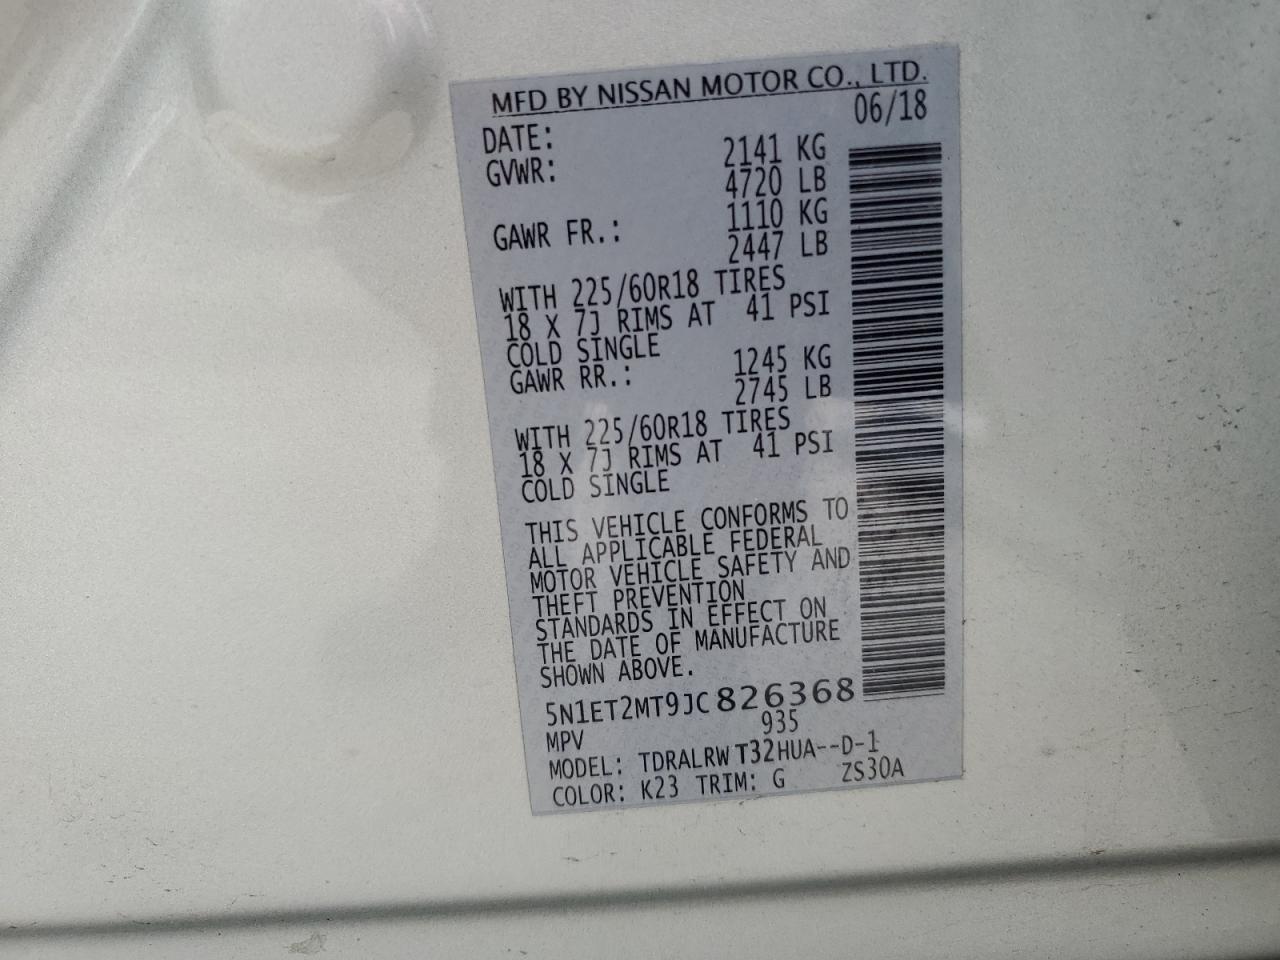 MFD BY NISSAN MOTOR CO., LTD.
DATE: 06/18
GVWR: 2141 KG
4720 LB
GAWR FR.: 1110 KG
2447 LB
WITH 225/60R18 TIRES
18 X 7J RIMS AT 41 PSI
COLD SINGLE
GAWR RR.: 1245 KG
2745 LB
WITH 225/60R18 TIRES
18 X 7J RIMS AT 41 PSI
COLD SINGLE
THIS VEHICLE CONFORMS TO
ALL APPLICABLE FEDERAL
MOTOR VEHICLE SAFETY AND
THEFT PREVENTION
STANDARDS IN EFFECT ON
THE DATE OF MANUFACTURE
SHOWN ABOVE.
5N1ET2MT9JC826368
MPV 935
MODEL: TDRALRWT32HUA--D-1
COLOR: K23 TRIM: G ZS30A